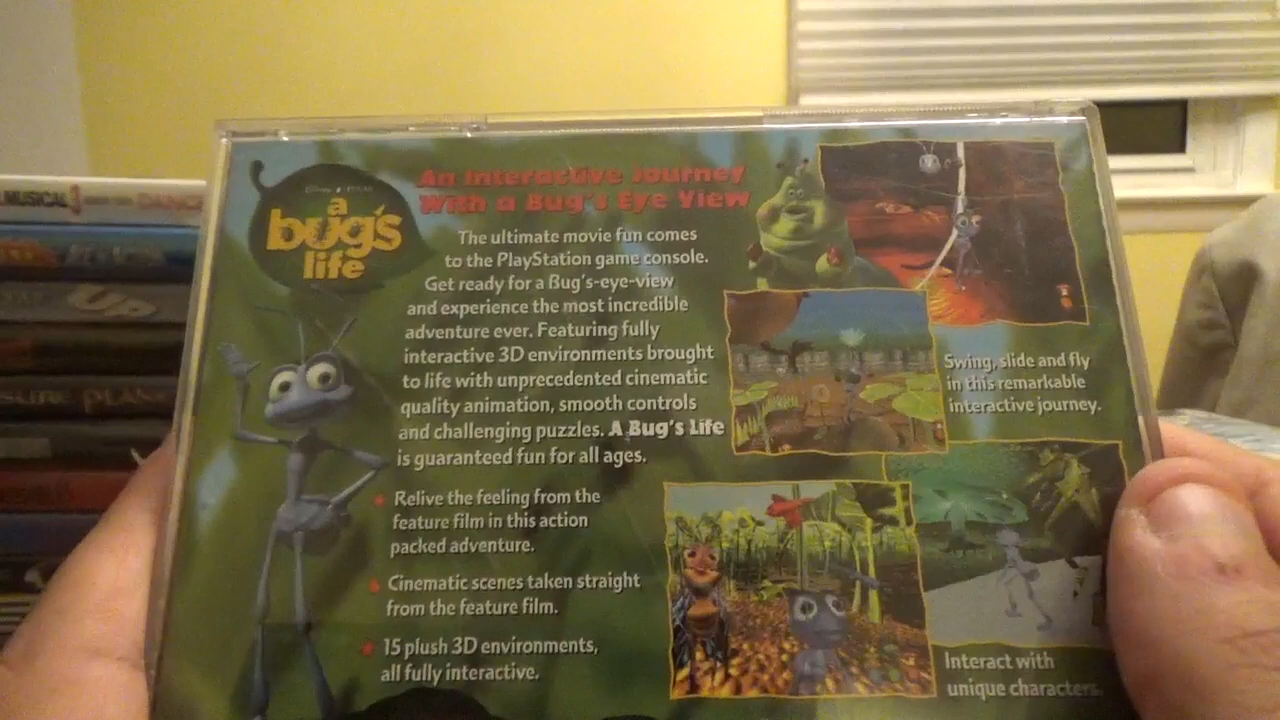 MUSICAL
UP
Disney PIXAR
a
bug's
life
An Interactive Journey
With a Bug's Eye View
The ultimate movie fun comes
to the PlayStation game console.
Get ready for a Bug's-eye-view
and experience the most incredible
adventure ever. Featuring fully
interactive 3D environments brought
to life with unprecedented cinematic
quality animation, smooth controls
and challenging puzzles. A Bug's Life
is guaranteed fun for all ages.
Relive the feeling from the
feature film in this action
packed adventure.
Cinematic scenes taken straight
from the feature film.
15 plush 3D environments,
all fully interactive.
Swing, slide and fly
in this remarkable
interactive journey.
Interact with
unique characters.